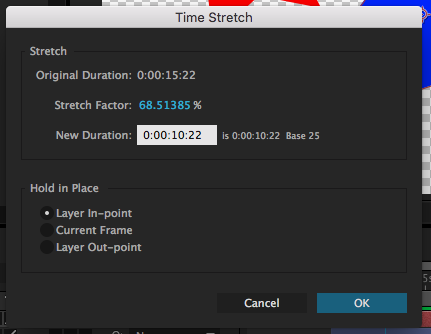 Time Stretch
Stretch
Original Duration: 0:00:15:22
Stretch Factor: 68.51385 %
New Duration: 0:00:10:22 is 0:00:10:22 Base 25
Hold in Place
Layer In-point
Current Frame
Layer Out-point
Cancel OK